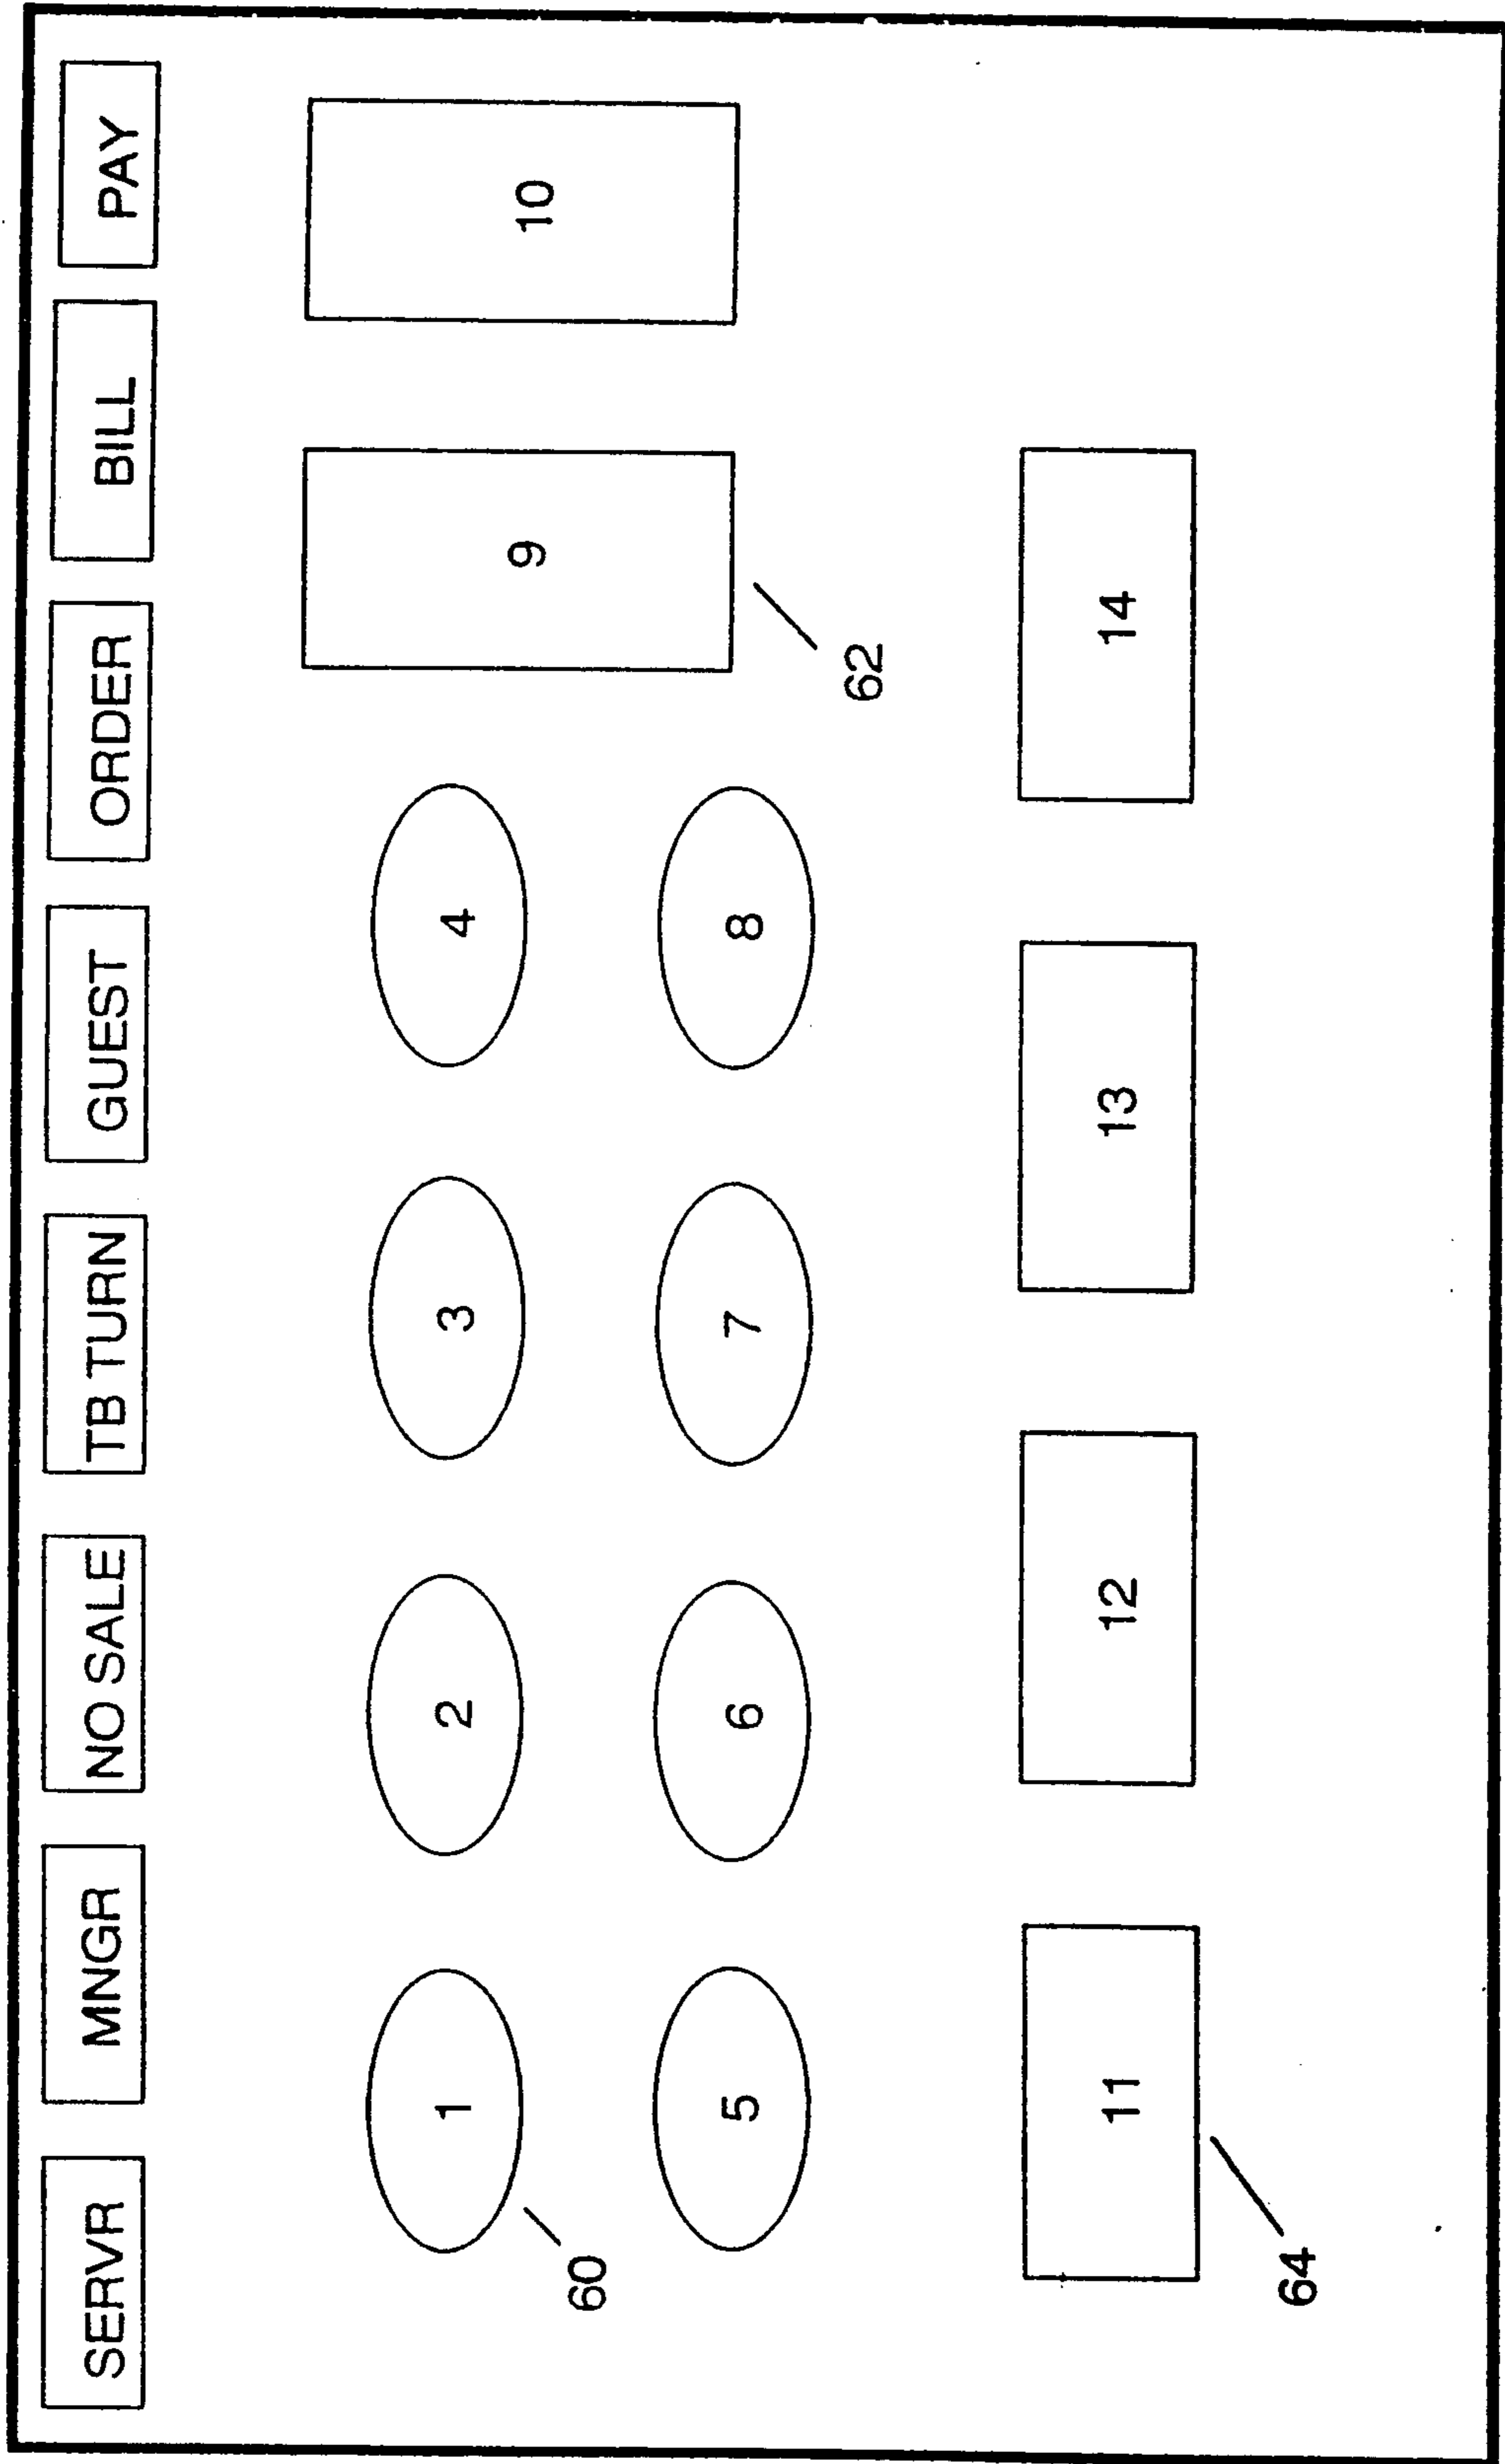 SERVR MNGR NO SALE TB TURN GUEST ORDER BILL PAY
1 2 3 4 9 10
60
5 6 7 8
62
11 12 13 14
64